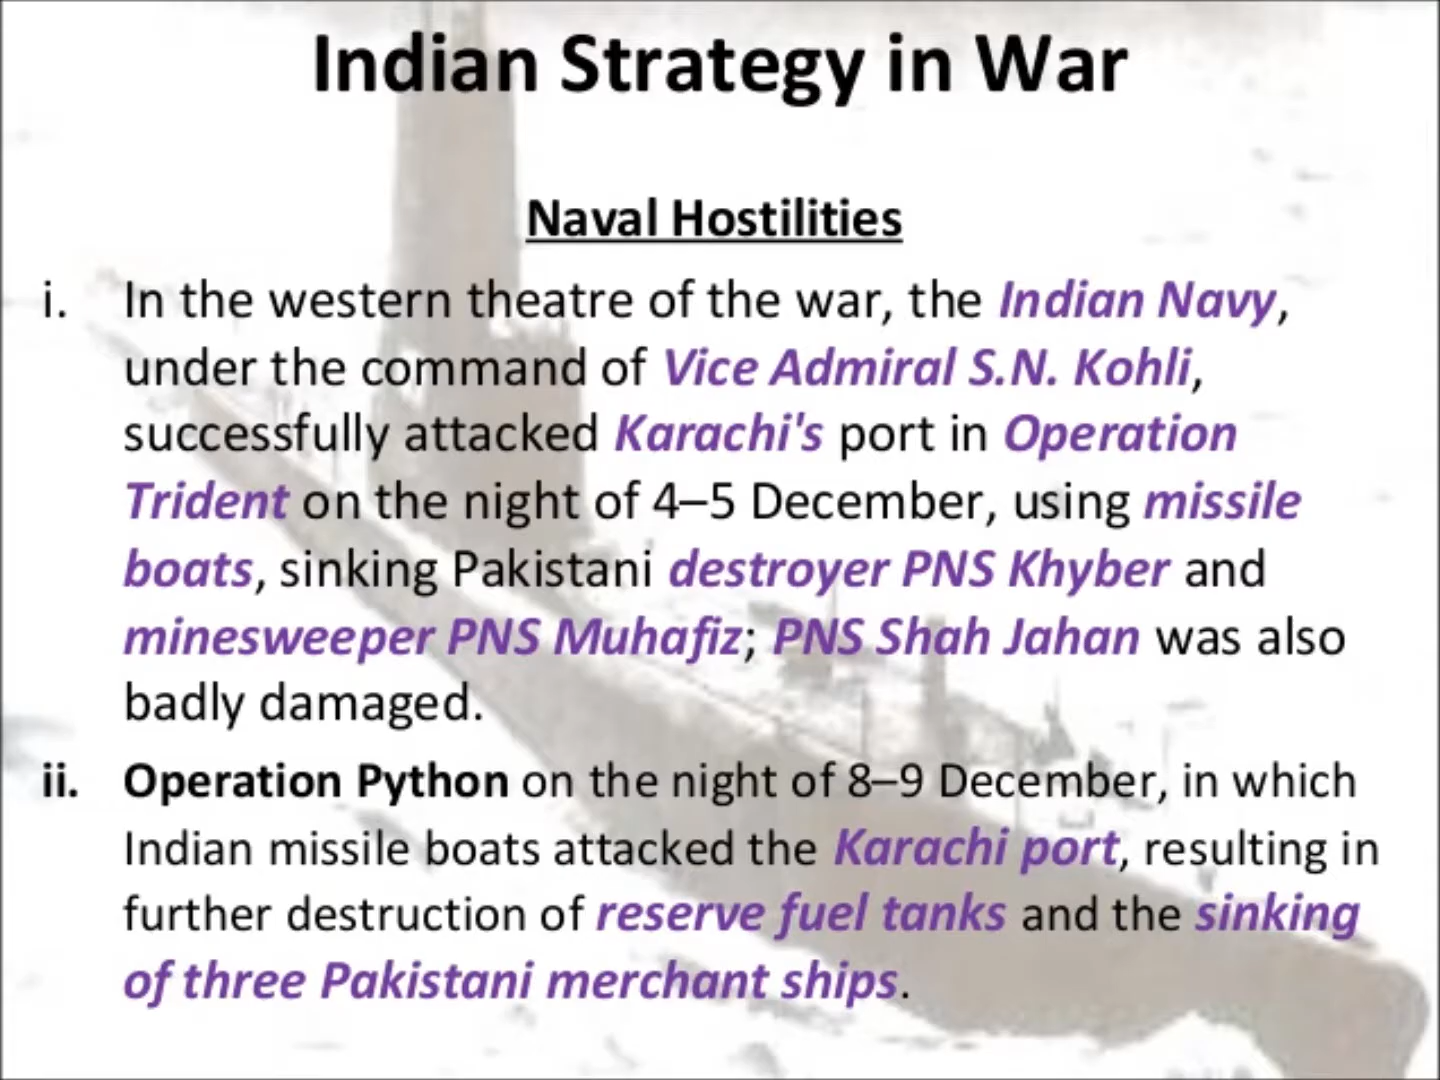 Indian Strategy in War
Naval Hostilities
i. In the western theatre of the war, the Indian Navy,
under the command of Vice Admiral S.N. Kohli,
successfully attacked Karachi's port in Operation
Trident on the night of 4–5 December, using missile
boats, sinking Pakistani destroyer PNS Khyber and
minesweeper PNS Muhafiz; PNS Shah Jahan was also
badly damaged.
ii. Operation Python on the night of 8–9 December, in which
Indian missile boats attacked the Karachi port, resulting in
further destruction of reserve fuel tanks and the sinking
of three Pakistani merchant ships.